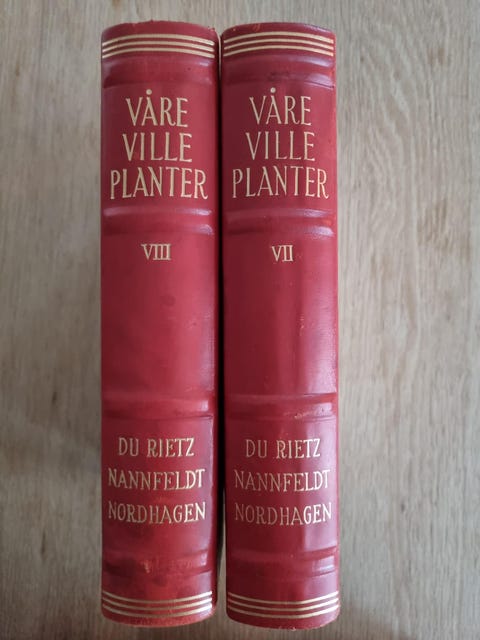 VÅRE
VILLE
PLANTER
VIII
DU RIETZ
NANNFELDT
NORDHAGEN
VÅRE
VILLE
PLANTER
VII
DU RIETZ
NANNFELDT
NORDHAGEN